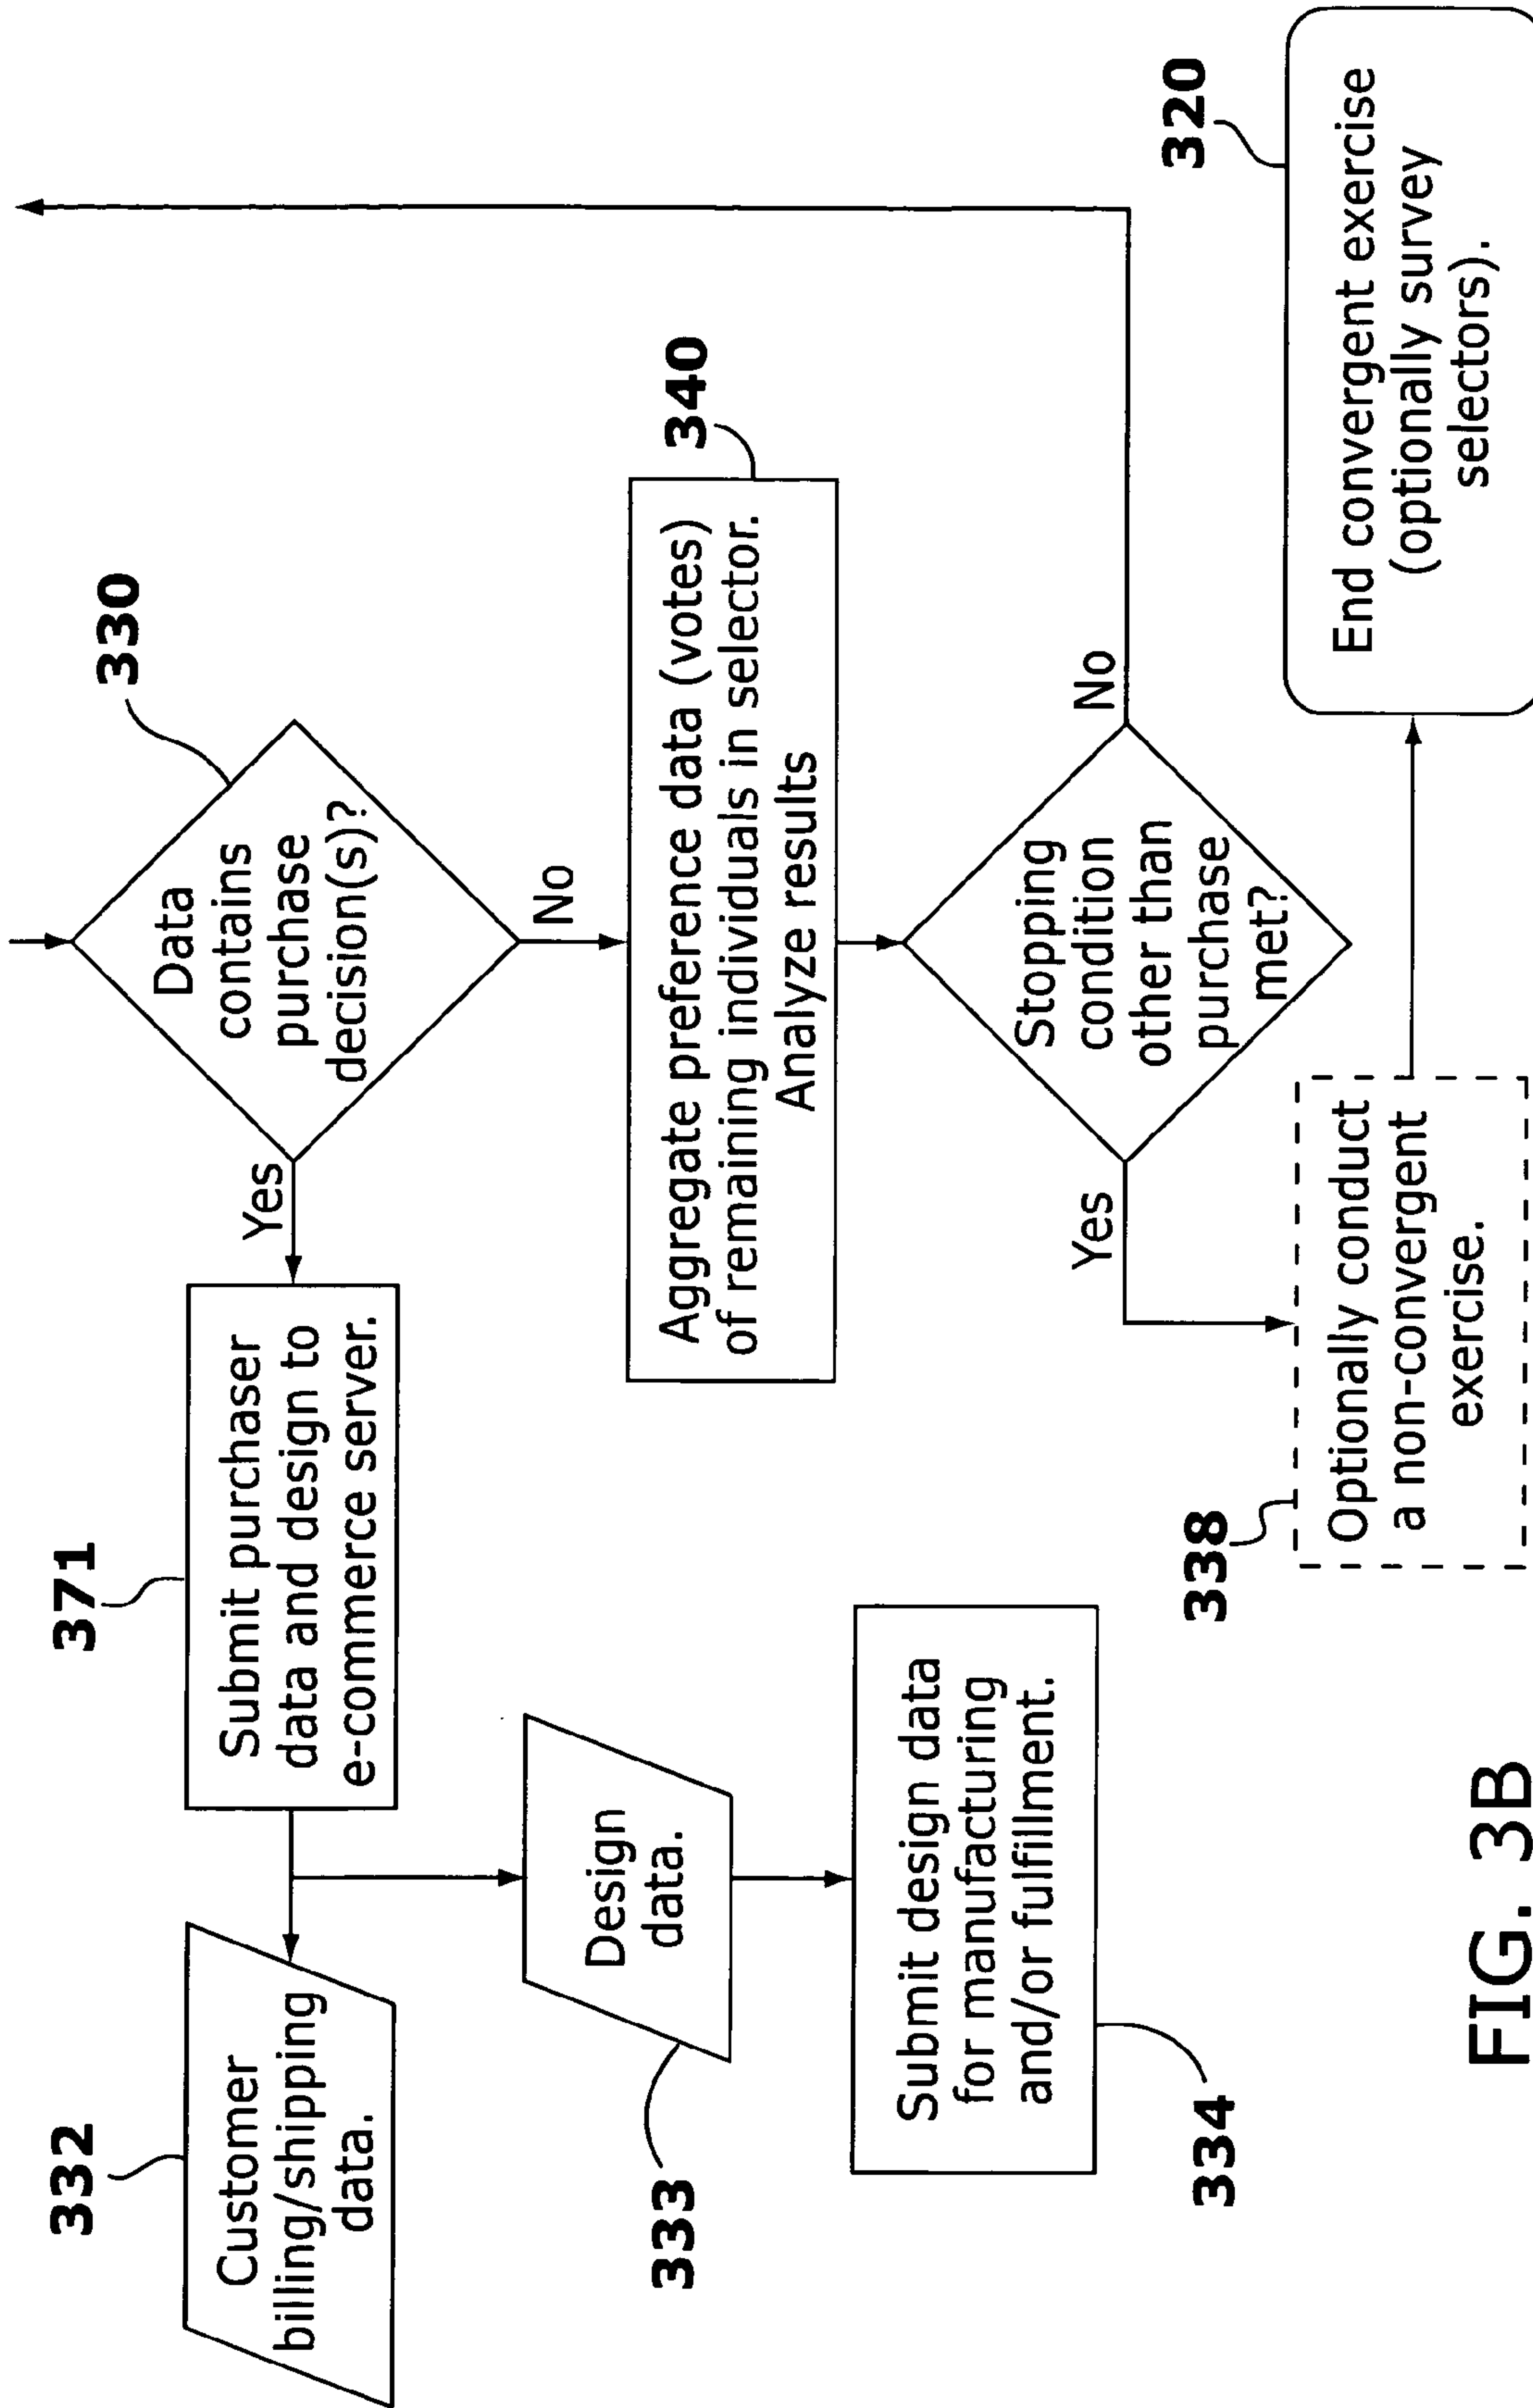 330
Data
contains
purchase
decision(s)?
Yes
No
371
Submit purchaser
data and design to
e-commerce server.
332
Customer
billing/shipping
data.
333
Design
data.
334
Submit design data
for manufacturing
and/or fulfillment.
340
Aggregate preference data (votes)
of remaining individuals in selector.
Analyze results
Stopping
condition
other than
purchase
met?
Yes
No
338
Optionally conduct
a non-convergent
exercise.
320
End convergent exercise
(optionally survey
selectors).
FIG. 3B